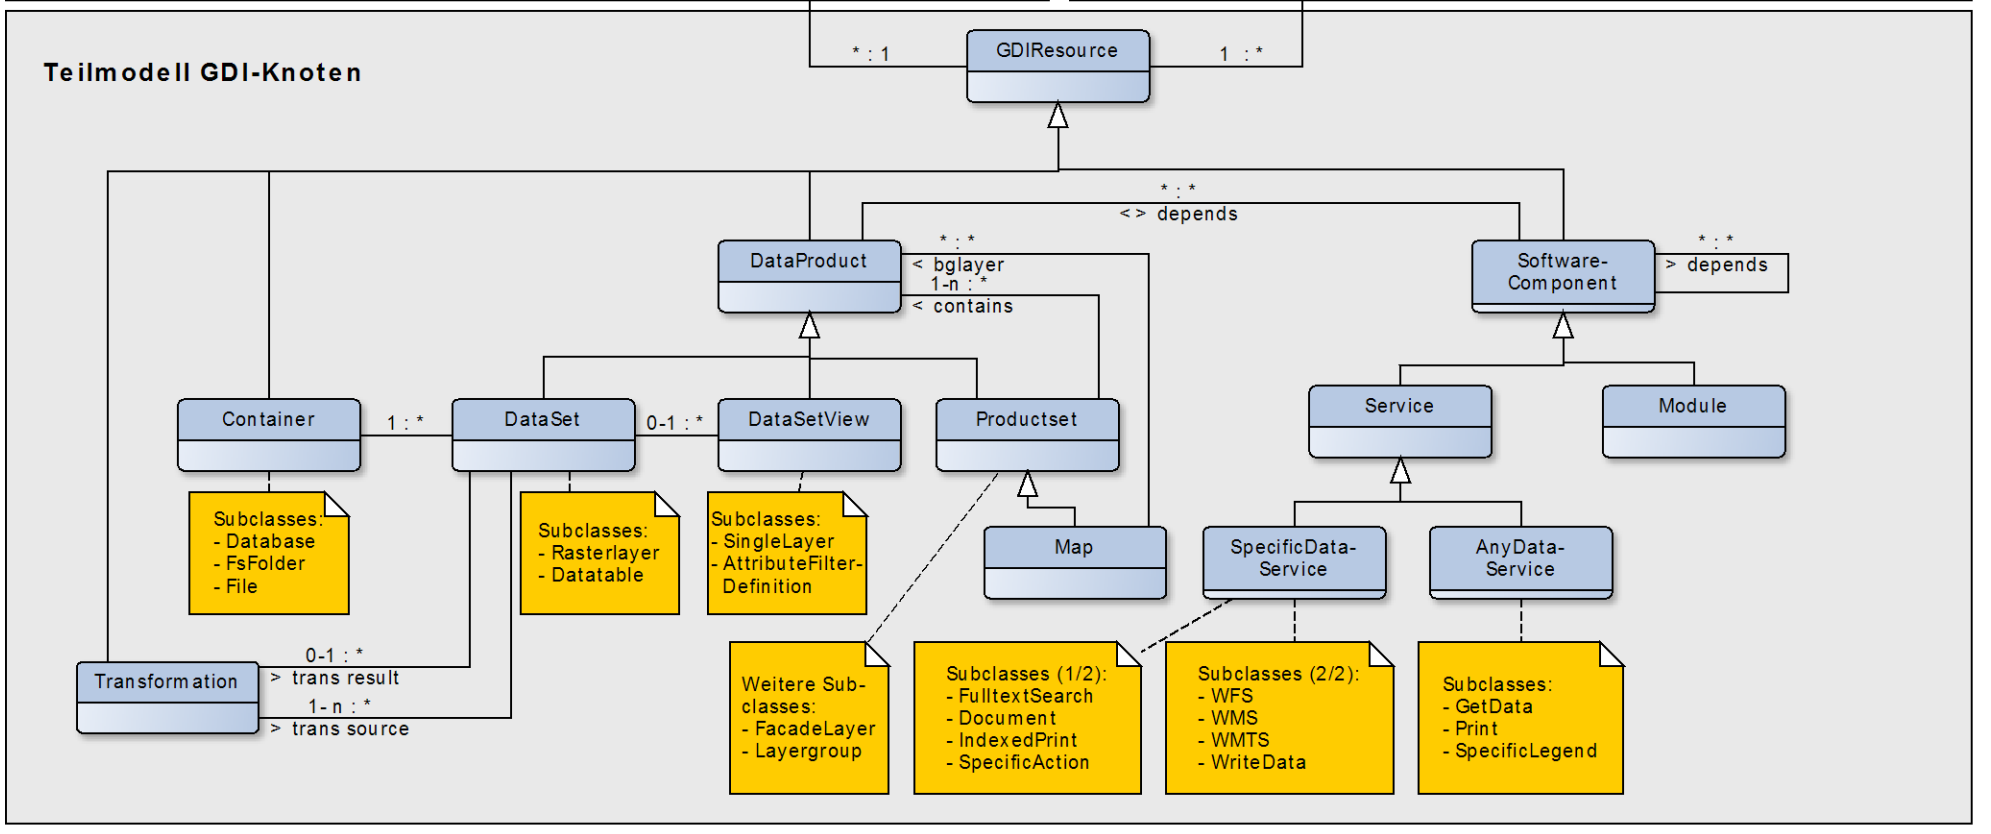 * : 1
GDIResource
1 : *
Teilmodell GDI-Knoten
* : *
<> depends
DataProduct
* : *
< bglayer
1-n : *
< contains
Software-
Component
* : *
> depends
Container
1 : *
DataSet
0-1 : *
DataSetView
Productset
Service
Module
Subclasses:
- Database
- FsFolder
- File
Subclasses:
- Rasterlayer
- Datatable
Subclasses:
- SingleLayer
- AttributeFilter-
Definition
Map
SpecificData-
Service
AnyData-
Service
Transformation
0-1 : *
> trans result
1-n : *
> trans source
Weitere Sub-
classes:
- FacadeLayer
- Layergroup
Subclasses (1/2):
- FulltextSearch
- Document
- IndexedPrint
- SpecificAction
Subclasses (2/2):
- WFS
- WMS
- WMTS
- WriteData
Subclasses:
- GetData
- Print
- SpecificLegend